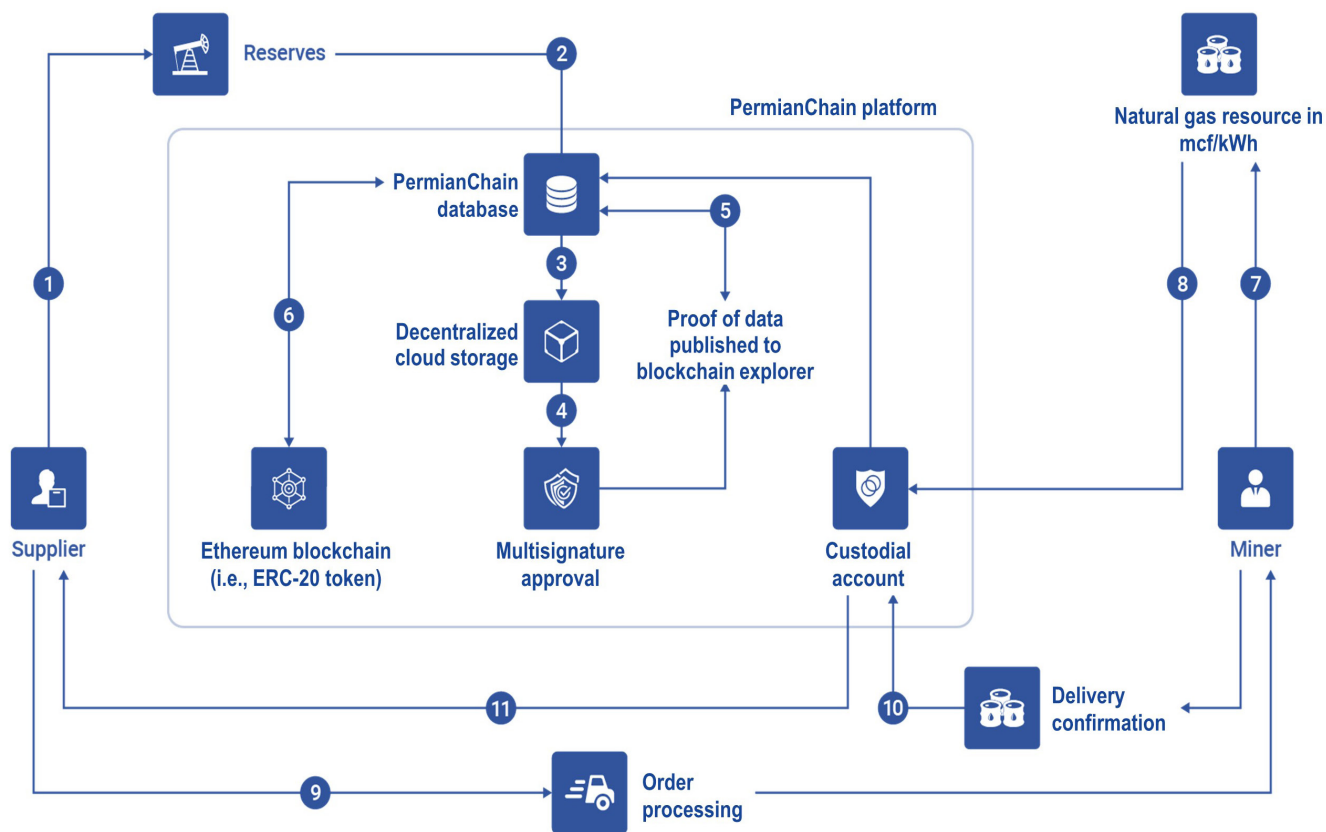 Reserves
2
PermianChain platform
Natural gas resource in
mcf/kWh
PermianChain
database
5
1
3
8
7
6
Decentralized
cloud storage
Proof of data
published to
blockchain explorer
4
Supplier
Ethereum blockchain
(i.e., ERC-20 token)
Multisignature
approval
Custodial
account
Miner
11
10
Delivery
confirmation
9
Order
processing